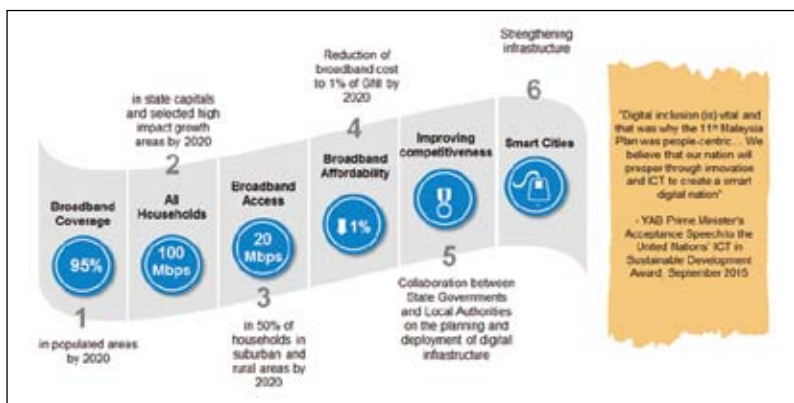 Broadband
Coverage
95%
1
in populated areas
by 2020
in state capitals
and selected high
impact growth
areas by 2020
2
All
Households
100
Mbps
Broadband
Access
20
Mbps
3
in 50% of
households in
suburban and
rural areas by
2020
Reduction of
broadband cost
to 1% of GNI by
2020
4
Broadband
Affordability
1%
Improving
competitiveness
5
Collaboration between
State Governments
and Local Authorities
on the planning and
deployment of digital
infrastructure
Strengthening
infrastructure
6
Smart Cities
"Digital inclusion (is) vital and
that was why the 11th Malaysia
Plan was people-centric... We
believe that our nation will
prosper through innovation
and ICT to create a smart
digital nation"
- YAB Prime Minister's
Acceptance Speech to the
United Nations' ICT in
Sustainable Development
Award, September 2015